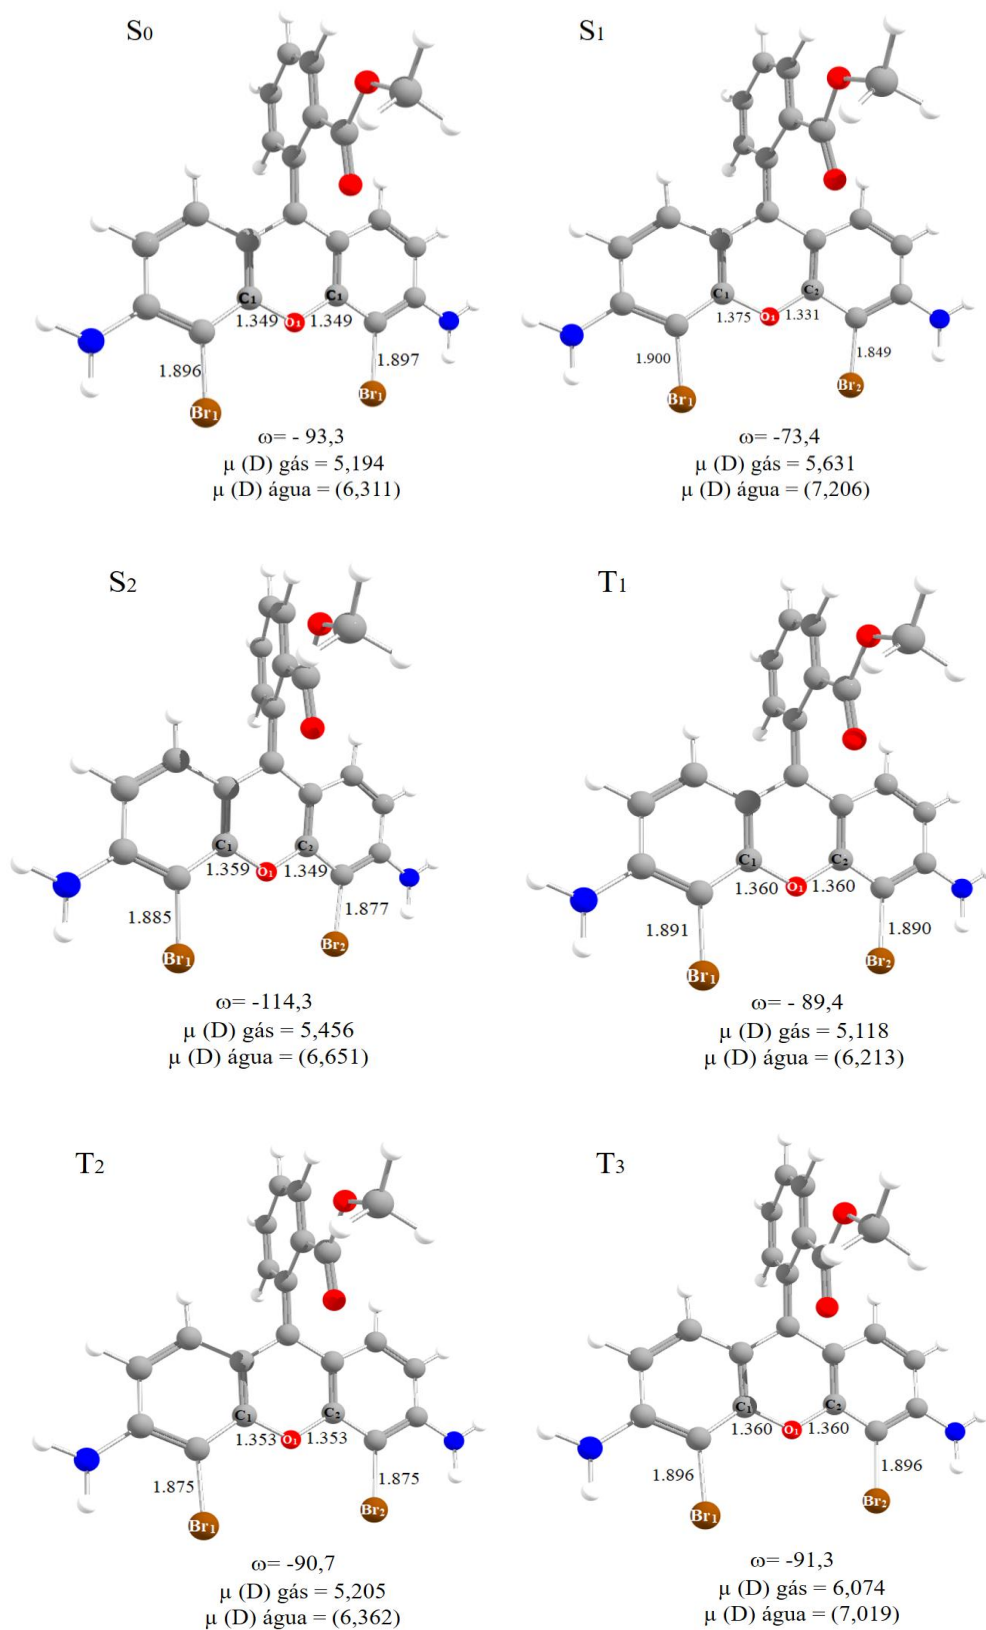 S0
S1
C1
C1
1.349
O1
1.349
1.896
1.897
Br1
Br1
ω= - 93,3
μ (D) gás = 5,194
μ (D) água = (6,311)
C1
C2
1.375
O1
1.331
1.900
1.849
Br1
Br2
ω= -73,4
μ (D) gás = 5,631
μ (D) água = (7,206)
S2
T1
C1
C2
1.359
O1
1.349
1.885
1.877
Br1
Br2
ω= -114,3
μ (D) gás = 5,456
μ (D) água = (6,651)
C1
C2
1.360
O1
1.360
1.891
1.890
Br1
Br2
ω= - 89,4
μ (D) gás = 5,118
μ (D) água = (6,213)
T2
T3
C1
C2
1.353
O1
1.353
1.875
1.875
Br1
Br2
ω= -90,7
μ (D) gás = 5,205
μ (D) água = (6,362)
C1
C2
1.360
O1
1.360
1.896
1.896
Br1
Br2
ω= -91,3
μ (D) gás = 6,074
μ (D) água = (7,019)